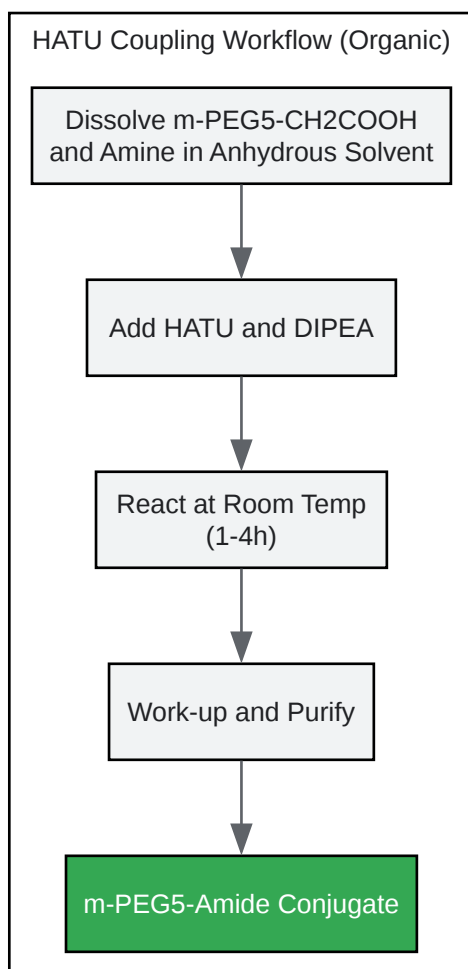 HATU Coupling Workflow (Organic)
Dissolve m-PEG5-CH2COOH
and Amine in Anhydrous Solvent
Add HATU and DIPEA
React at Room Temp
(1-4h)
Work-up and Purify
m-PEG5-Amide Conjugate